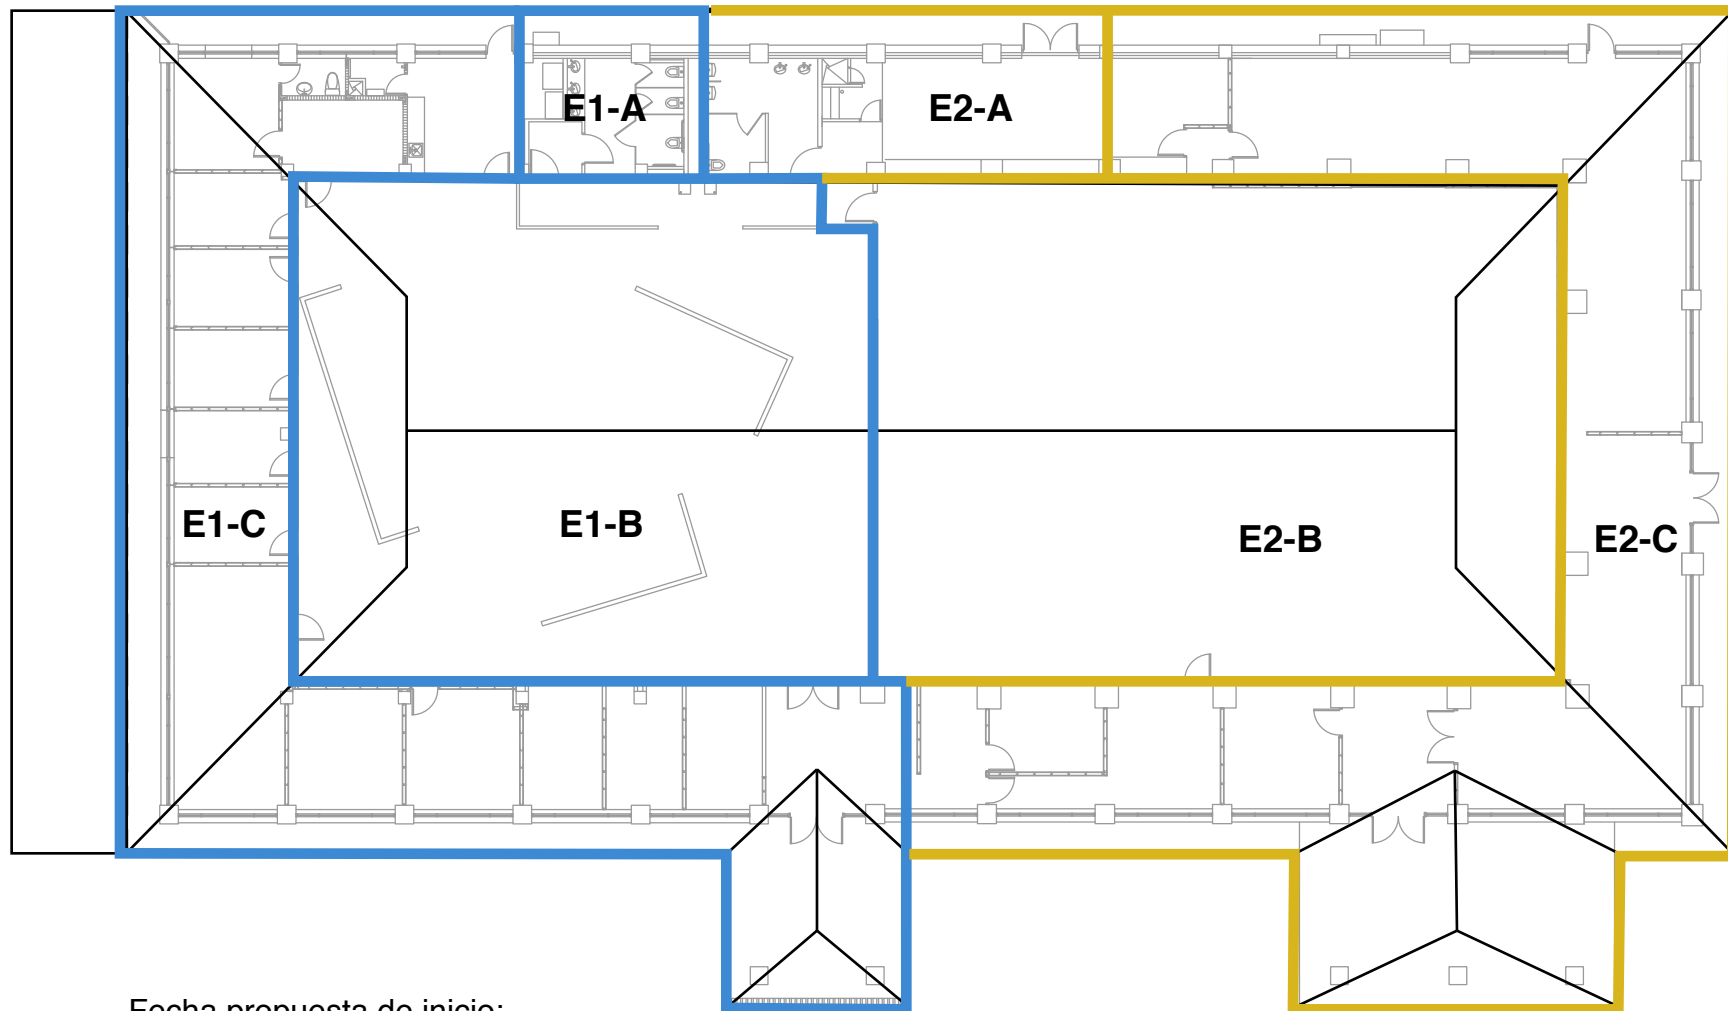 E1-A
E2-A
E1-C
E1-B
E2-B
E2-C
Fecha propuesta de inicio: